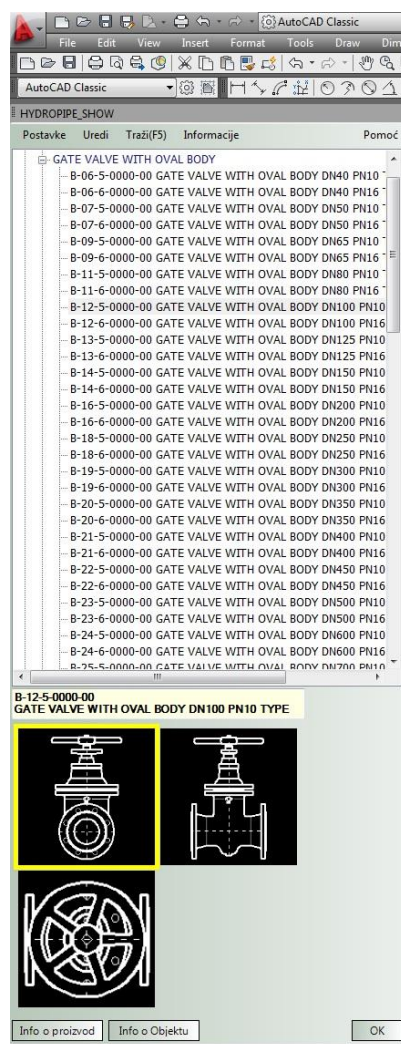 AutoCAD Classic
File Edit View Insert Format Tools Draw Dim
AutoCAD Classic
HYDROPIPE_SHOW
Postavke Uredi Traži(F5) Informacije Pomoć
GATE VALVE WITH OVAL BODY
B-06-5-0000-00 GATE VALVE WITH OVAL BODY DN40 PN10
B-06-6-0000-00 GATE VALVE WITH OVAL BODY DN40 PN16
B-07-5-0000-00 GATE VALVE WITH OVAL BODY DN50 PN10
B-07-6-0000-00 GATE VALVE WITH OVAL BODY DN50 PN16
B-09-5-0000-00 GATE VALVE WITH OVAL BODY DN65 PN10
B-09-6-0000-00 GATE VALVE WITH OVAL BODY DN65 PN16
B-11-5-0000-00 GATE VALVE WITH OVAL BODY DN80 PN10
B-11-6-0000-00 GATE VALVE WITH OVAL BODY DN80 PN16
B-12-5-0000-00 GATE VALVE WITH OVAL BODY DN100 PN10
B-12-6-0000-00 GATE VALVE WITH OVAL BODY DN100 PN16
B-13-5-0000-00 GATE VALVE WITH OVAL BODY DN125 PN10
B-13-6-0000-00 GATE VALVE WITH OVAL BODY DN125 PN16
B-14-5-0000-00 GATE VALVE WITH OVAL BODY DN150 PN10
B-14-6-0000-00 GATE VALVE WITH OVAL BODY DN150 PN16
B-16-5-0000-00 GATE VALVE WITH OVAL BODY DN200 PN10
B-16-6-0000-00 GATE VALVE WITH OVAL BODY DN200 PN16
B-18-5-0000-00 GATE VALVE WITH OVAL BODY DN250 PN10
B-18-6-0000-00 GATE VALVE WITH OVAL BODY DN250 PN16
B-19-5-0000-00 GATE VALVE WITH OVAL BODY DN300 PN10
B-19-6-0000-00 GATE VALVE WITH OVAL BODY DN300 PN16
B-20-5-0000-00 GATE VALVE WITH OVAL BODY DN350 PN10
B-20-6-0000-00 GATE VALVE WITH OVAL BODY DN350 PN16
B-21-5-0000-00 GATE VALVE WITH OVAL BODY DN400 PN10
B-21-6-0000-00 GATE VALVE WITH OVAL BODY DN400 PN16
B-22-5-0000-00 GATE VALVE WITH OVAL BODY DN450 PN10
B-22-6-0000-00 GATE VALVE WITH OVAL BODY DN450 PN16
B-23-5-0000-00 GATE VALVE WITH OVAL BODY DN500 PN10
B-23-6-0000-00 GATE VALVE WITH OVAL BODY DN500 PN16
B-24-5-0000-00 GATE VALVE WITH OVAL BODY DN600 PN10
B-24-6-0000-00 GATE VALVE WITH OVAL BODY DN600 PN16
B-25-5-0000-00 GATE VALVE WITH OVAL BODY DN700 PN10
B-12-5-0000-00
GATE VALVE WITH OVAL BODY DN100 PN10 TYPE
Info o proizvod Info o Objektu OK